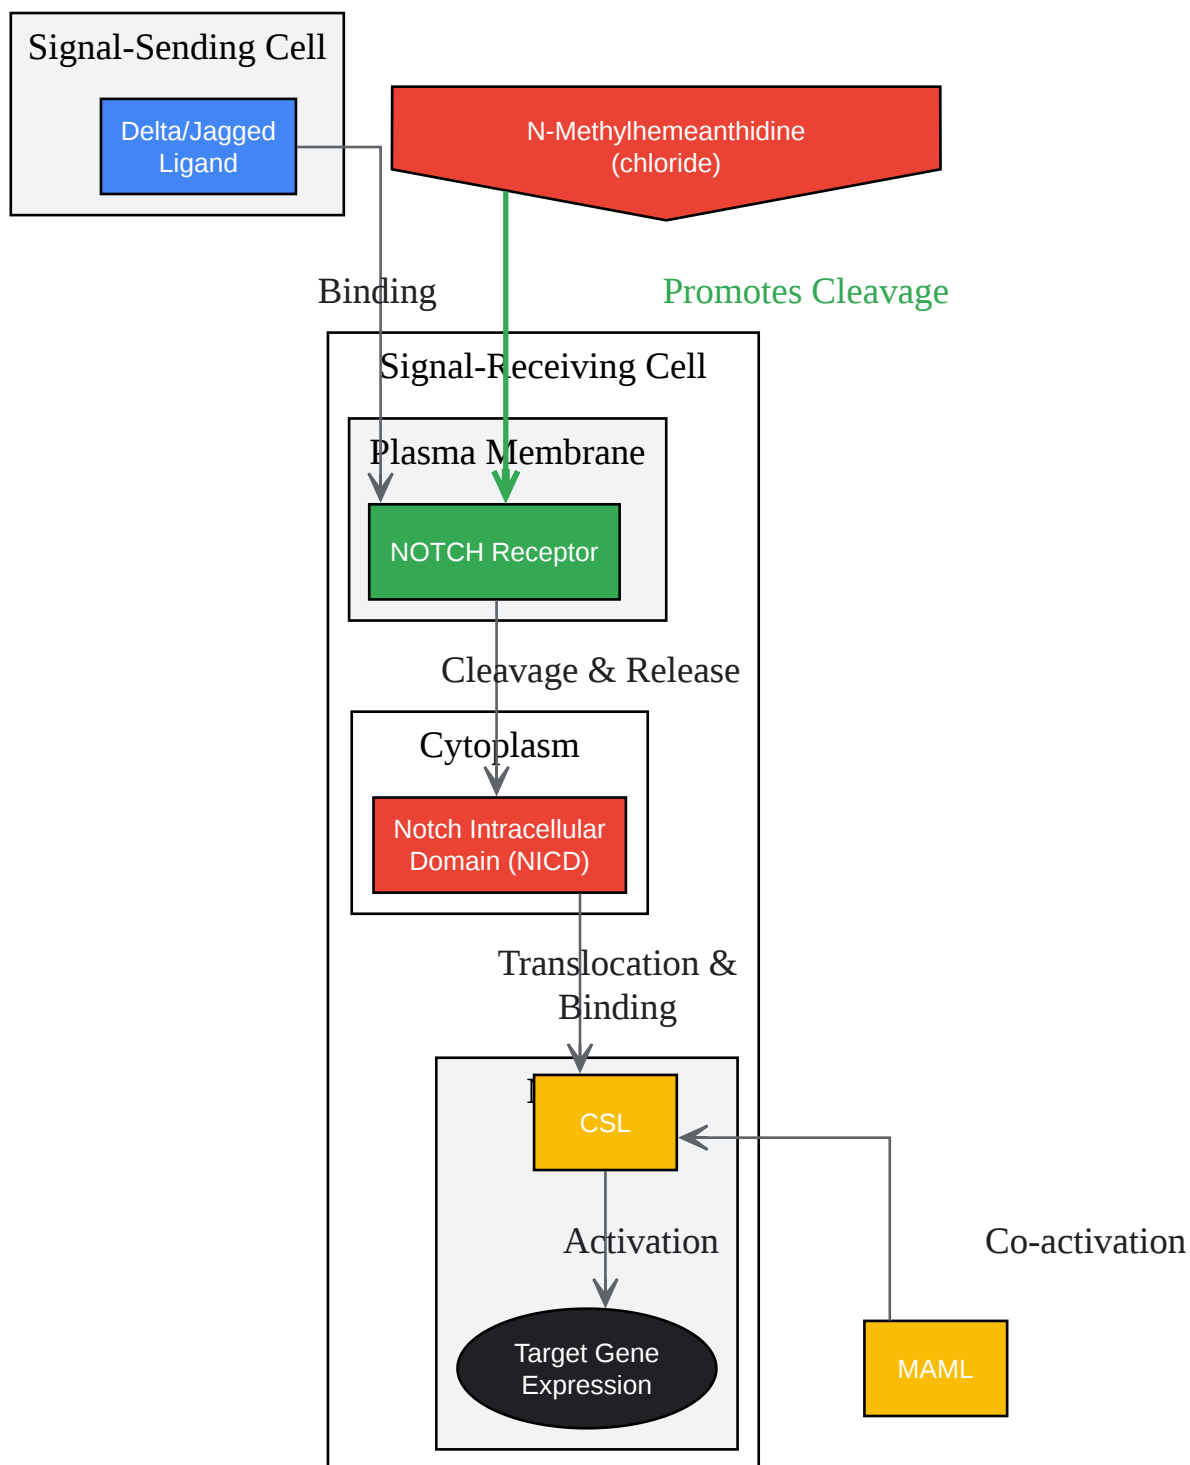 Signal-Sending Cell
Delta/Jagged
Ligand
N-Methylhemeanthidine
(chloride)
Binding
Promotes Cleavage
Signal-Receiving Cell
Plasma Membrane
NOTCH Receptor
Cleavage & Release
Cytoplasm
Notch Intracellular
Domain (NICD)
Translocation &
Binding
CSL
Activation
Co-activation
Target Gene
Expression
MAML